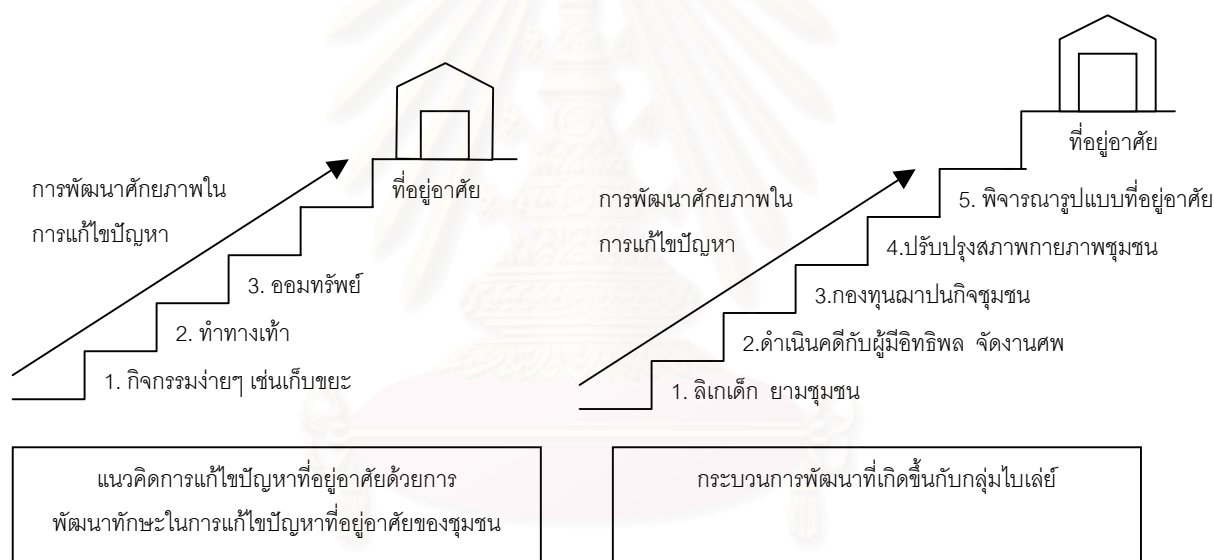 ที่อยู่อาศัย
การพัฒนาศักยภาพใน
การแก้ไขปัญหา
3. ออมทรัพย์
2. ทำทางเท้า
1. กิจกรรมง่ายๆ เช่นเก็บขยะ
แนวคิดการแก้ไขปัญหาที่อยู่อาศัยด้วยการ
พัฒนาทักษะในการแก้ไขปัญหาที่อยู่อาศัยของชุมชน
ที่อยู่อาศัย
การพัฒนาศักยภาพใน
การแก้ไขปัญหา
5. พิจารณารูปแบบที่อยู่อาศัย
4.ปรับปรุงสภาพกายภาพชุมชน
3.กองทุนฌาปนกิจชุมชน
2.ดำเนินคดีกับผู้มีอิทธิพล จัดงานศพ
1. ลิเกเด็ก ยามชุมชน
กระบวนการพัฒนาที่เกิดขึ้นกับกลุ่มไบเล่ย์